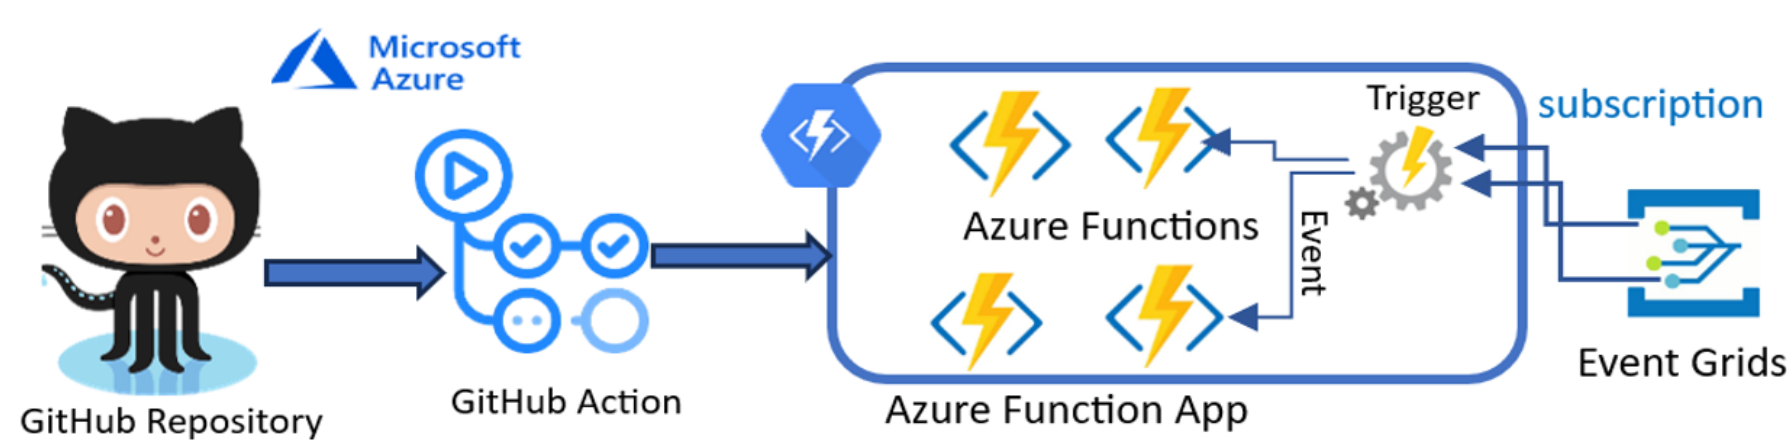 Microsoft
Azure
Trigger
subscription
Azure Functions
Event
Event Grids
GitHub Action
Azure Function App
GitHub Repository